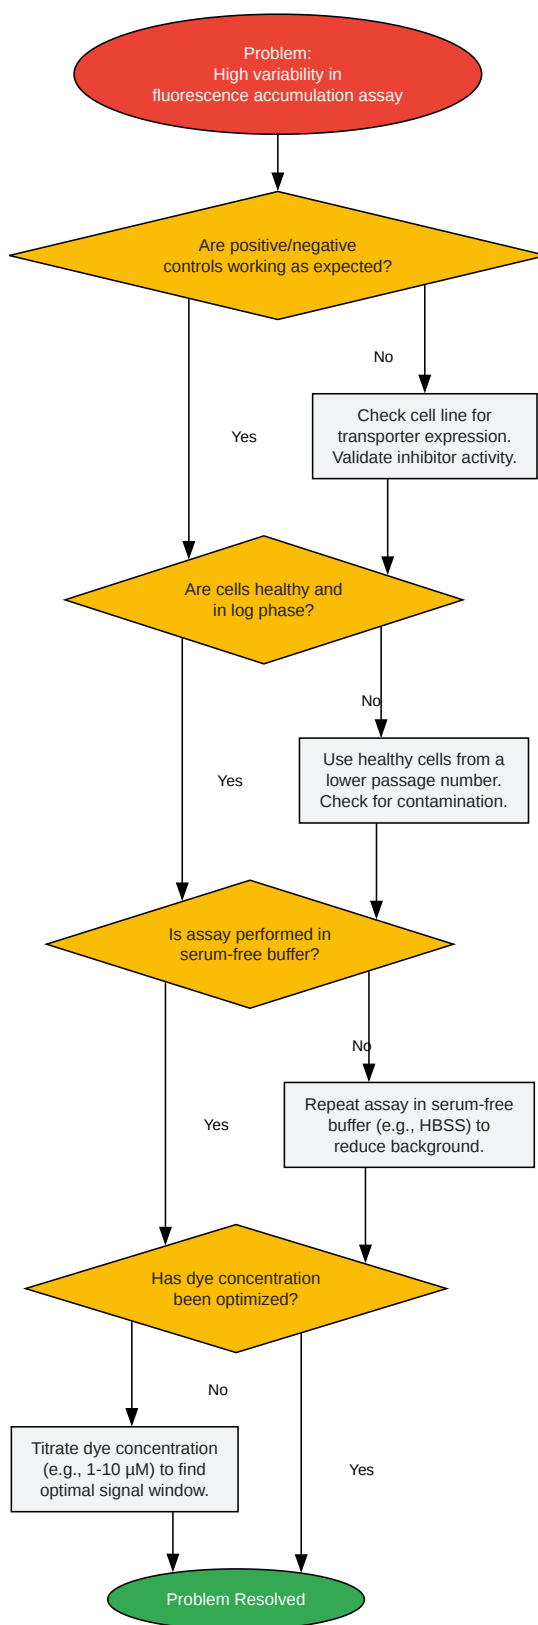 Problem:
High variability in
fluorescence accumulation assay
Are positive/negative
controls working as expected?
No
Check cell line for
transporter expression.
Validate inhibitor activity.
Yes
Are cells healthy and
in log phase?
No
Use healthy cells from a
lower passage number.
Check for contamination.
Yes
Is assay performed in
serum-free buffer?
No
Repeat assay in serum-free
buffer (e.g., HBSS) to
reduce background.
Yes
Has dye concentration
been optimized?
No
Titrate dye concentration
(e.g., 1-10 µM) to find
optimal signal window.
Yes
Problem Resolved